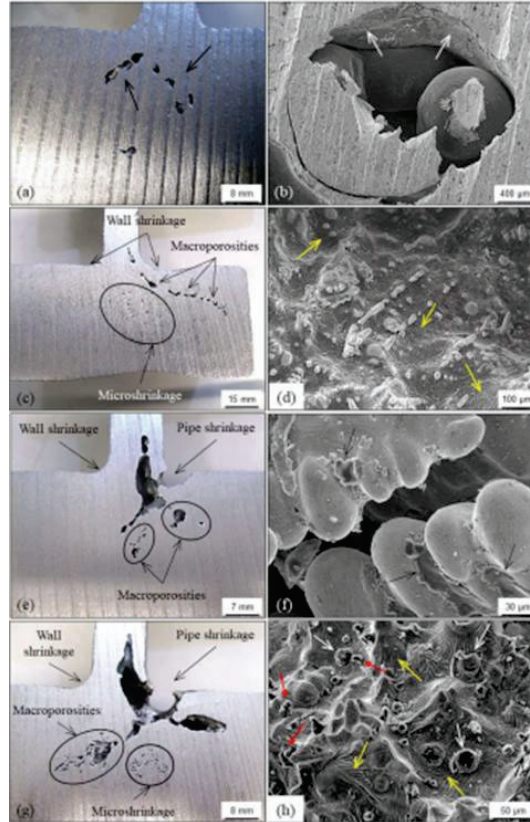 (a)
8 mm
(b)
400 µm
Wall shrinkage
Macroporosities
Microshrinkage
(c)
15 mm
(d)
100 µm
Wall shrinkage
Pipe shrinkage
Macroporosities
(e)
7 mm
(f)
30 µm
Wall
shrinkage
Pipe shrinkage
Macroporosities
Microshrinkage
(g)
8 mm
(h)
50 µm